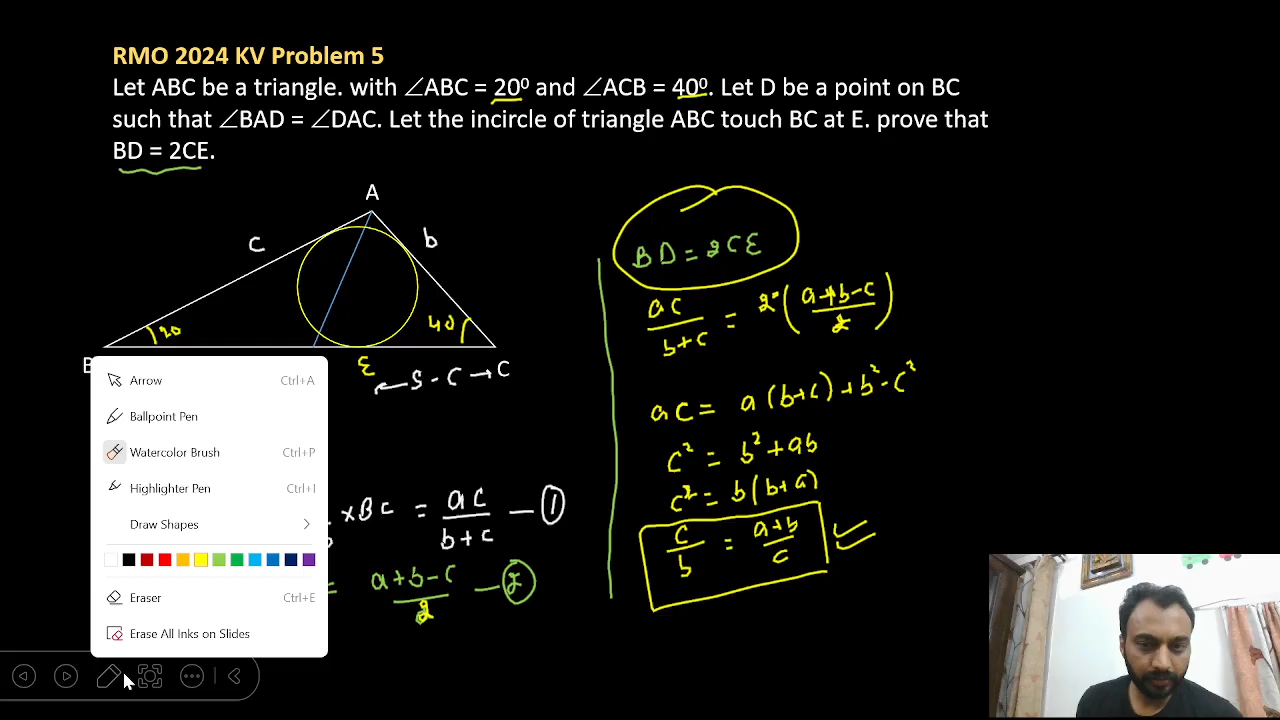 RMO 2024 KV Problem 5
Let ABC be a triangle. with ∠ABC = 20⁰ and ∠ACB = 40⁰. Let D be a point on BC
such that ∠BAD = ∠DAC. Let the incircle of triangle ABC touch BC at E. prove that
BD = 2CE.
A
c
b
20
40
B
E
C
S - C
BD = 2CE
ac/(b+c) = 2·((a+b-c)/2)
ac = a(b+c)+b²-c²
c² = b²+ab
c² = b(b+a)
c/b = (a+b)/c
×BC = ac/(b+c) — ①
= (a+b-c)/2 — ②
Arrow Ctrl+A
Ballpoint Pen
Watercolor Brush Ctrl+P
Highlighter Pen Ctrl+I
Draw Shapes
Eraser Ctrl+E
Erase All Inks on Slides